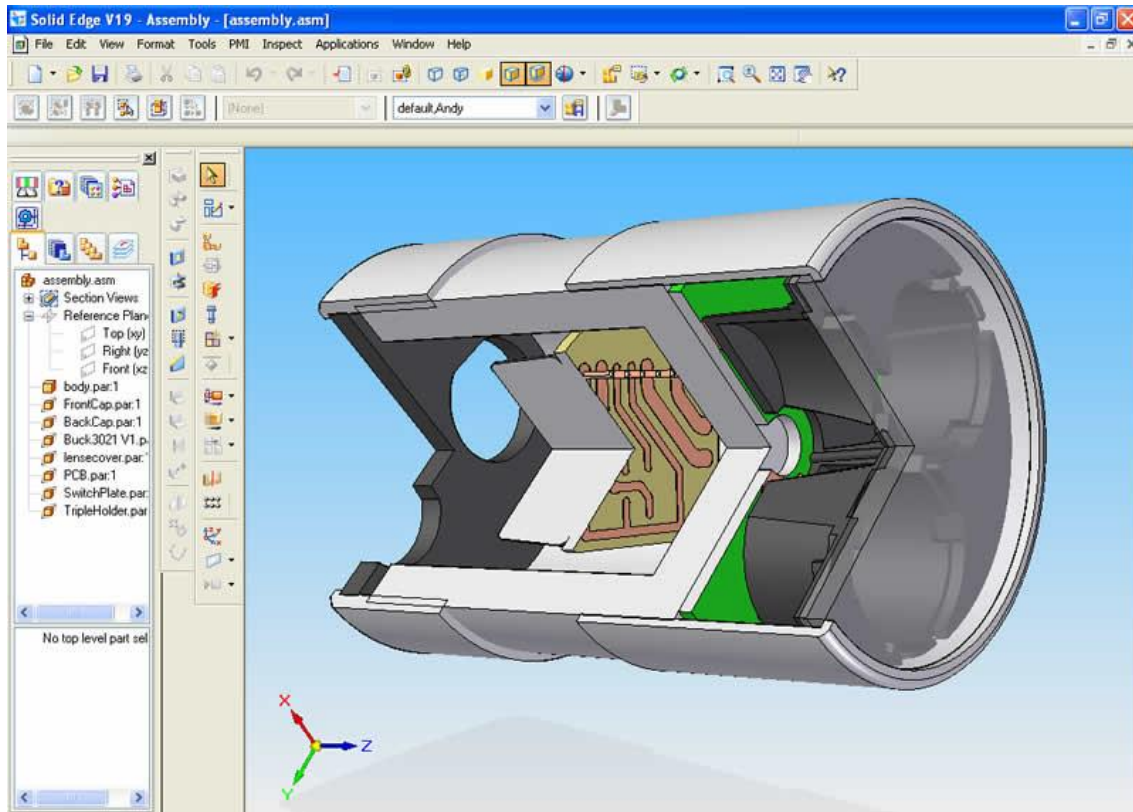 Solid Edge V19 - Assembly - [assembly.asm]
File Edit View Format Tools PMI Inspect Applications Window Help
(None) default,Andy
assembly.asm
Section Views
Reference Plan
Top (xy)
Right (yz
Front (xz
body.par:1
FrontCap.par:1
BackCap.par:1
Buck3021 V1.p
lensecover.par:
PCB.par:1
SwitchPlate.par:
TripleHolder.par
No top level part sel
X
Z
Y